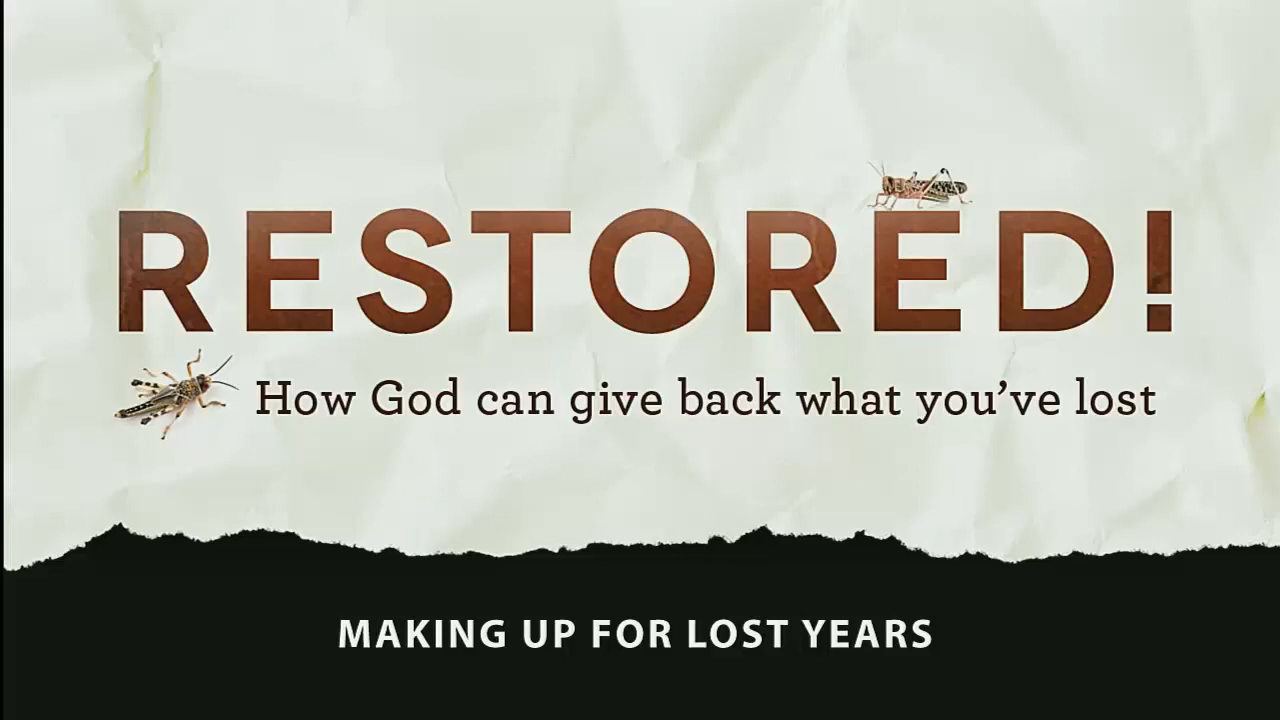 RESTORED!
How God can give back what you’ve lost
MAKING UP FOR LOST YEARS